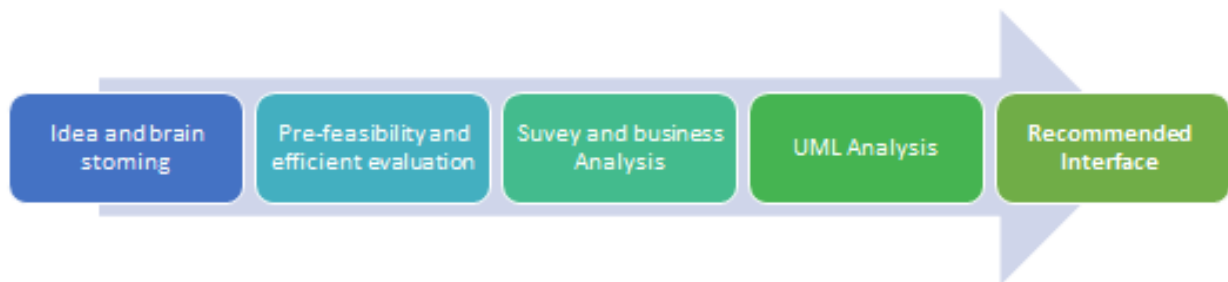 Idea and brain
stoming
Pre-feasibility and
efficient evaluation
Suvey and business
Analysis
UML Analysis
Recommended
Interface